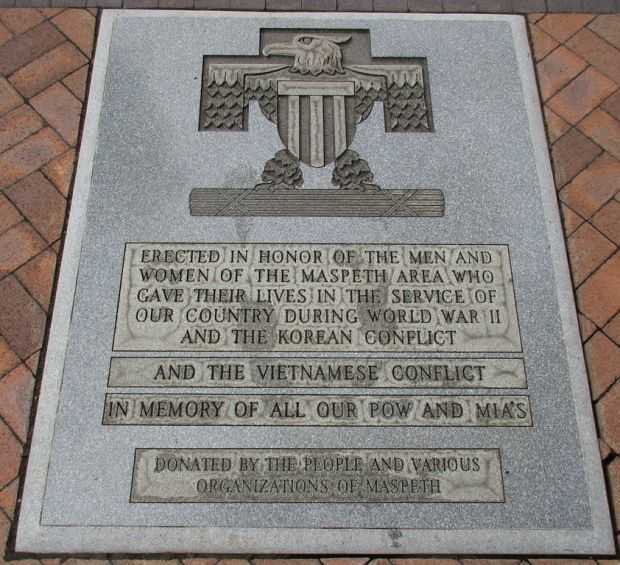 ERECTED IN HONOR OF THE MEN AND
WOMEN OF THE MASPETH AREA WHO
GAVE THEIR LIVES IN THE SERVICE OF
OUR COUNTRY DURING WORLD WAR II
AND THE KOREAN CONFLICT
AND THE VIETNAMESE CONFLICT
IN MEMORY OF ALL OUR POW AND MIA'S
DONATED BY THE PEOPLE AND VARIOUS
ORGANIZATIONS OF MASPETH